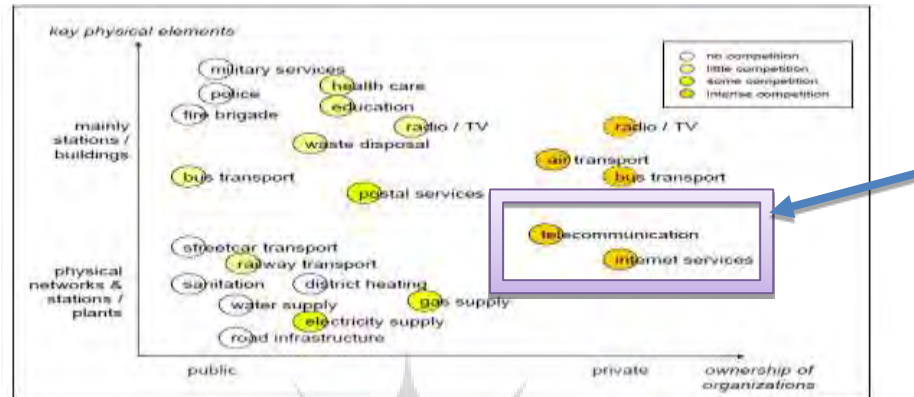 key physical elements
no competition
little competition
some competition
intense competition
military services
health care
police
education
fire brigade
radio / TV
radio / TV
mainly
stations /
buildings
waste disposal
air transport
bus transport
bus transport
postal services
telecommunication
streetcar transport
railway transport
internet services
physical
networks &
stations /
plants
sanitation
district heating
water supply
gas supply
electricity supply
road infrastructure
public
private
ownership of
organizations